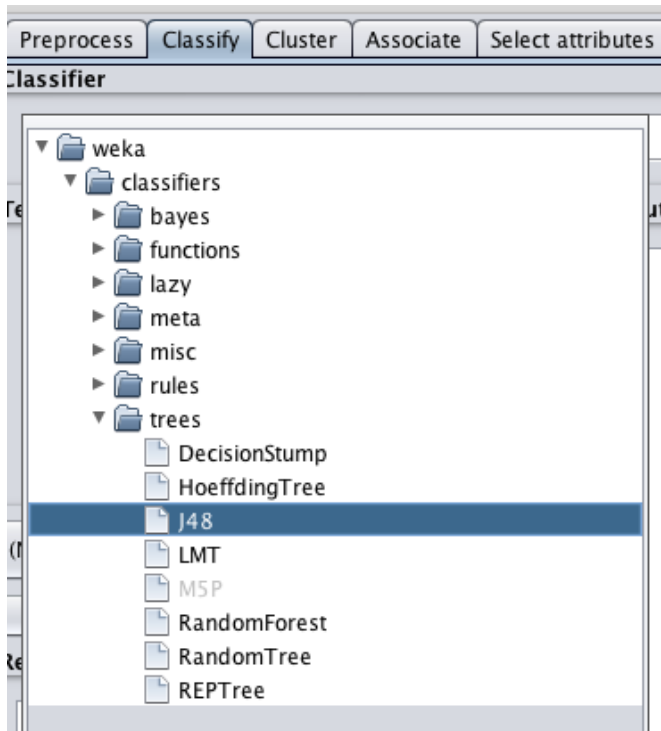 Preprocess Classify Cluster Associate Select attributes
Classifier
weka
classifiers
bayes
functions
lazy
meta
misc
rules
trees
DecisionStump
HoeffdingTree
J48
LMT
M5P
RandomForest
RandomTree
REPTree